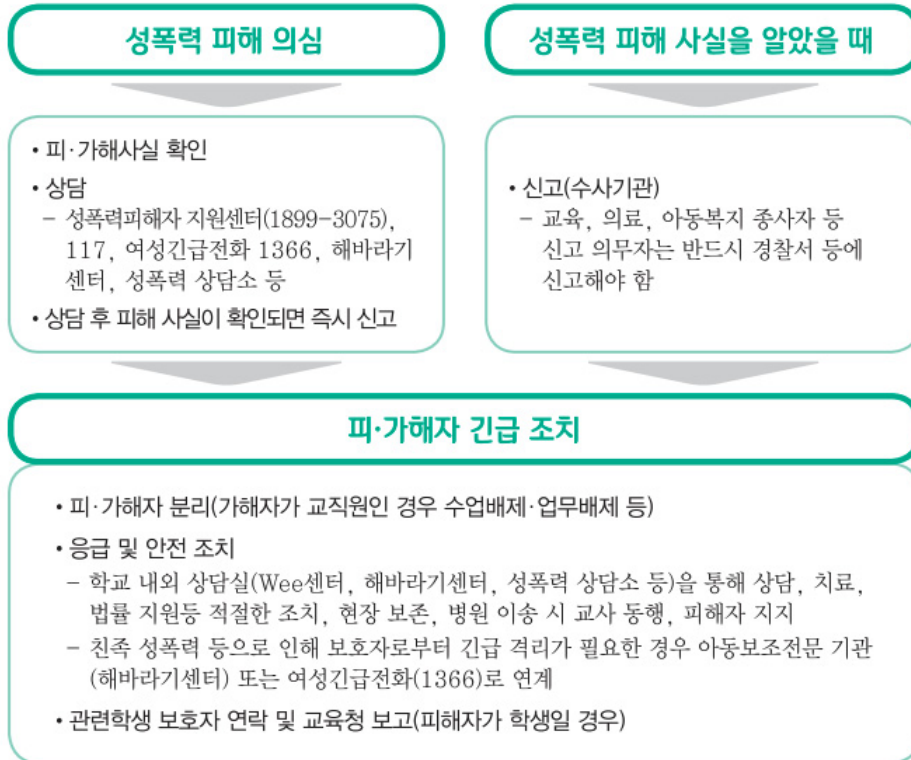 성폭력 피해 의심
• 피·가해사실 확인
• 상담
– 성폭력피해자 지원센터(1899-3075),
117, 여성긴급전화 1366, 해바라기
센터, 성폭력 상담소 등
• 상담 후 피해 사실이 확인되면 즉시 신고
성폭력 피해 사실을 알았을 때
• 신고(수사기관)
– 교육, 의료, 아동복지 종사자 등
신고 의무자는 반드시 경찰서 등에
신고해야 함
피·가해자 긴급 조치
• 피·가해자 분리(가해자가 교직원인 경우 수업배제·업무배제 등)
• 응급 및 안전 조치
– 학교 내외 상담실(Wee센터, 해바라기센터, 성폭력 상담소 등)을 통해 상담, 치료,
법률 지원등 적절한 조치, 현장 보존, 병원 이송 시 교사 동행, 피해자 지지
– 친족 성폭력 등으로 인해 보호자로부터 긴급 격리가 필요한 경우 아동보조전문 기관
(해바라기센터) 또는 여성긴급전화(1366)로 연계
• 관련학생 보호자 연락 및 교육청 보고(피해자가 학생일 경우)